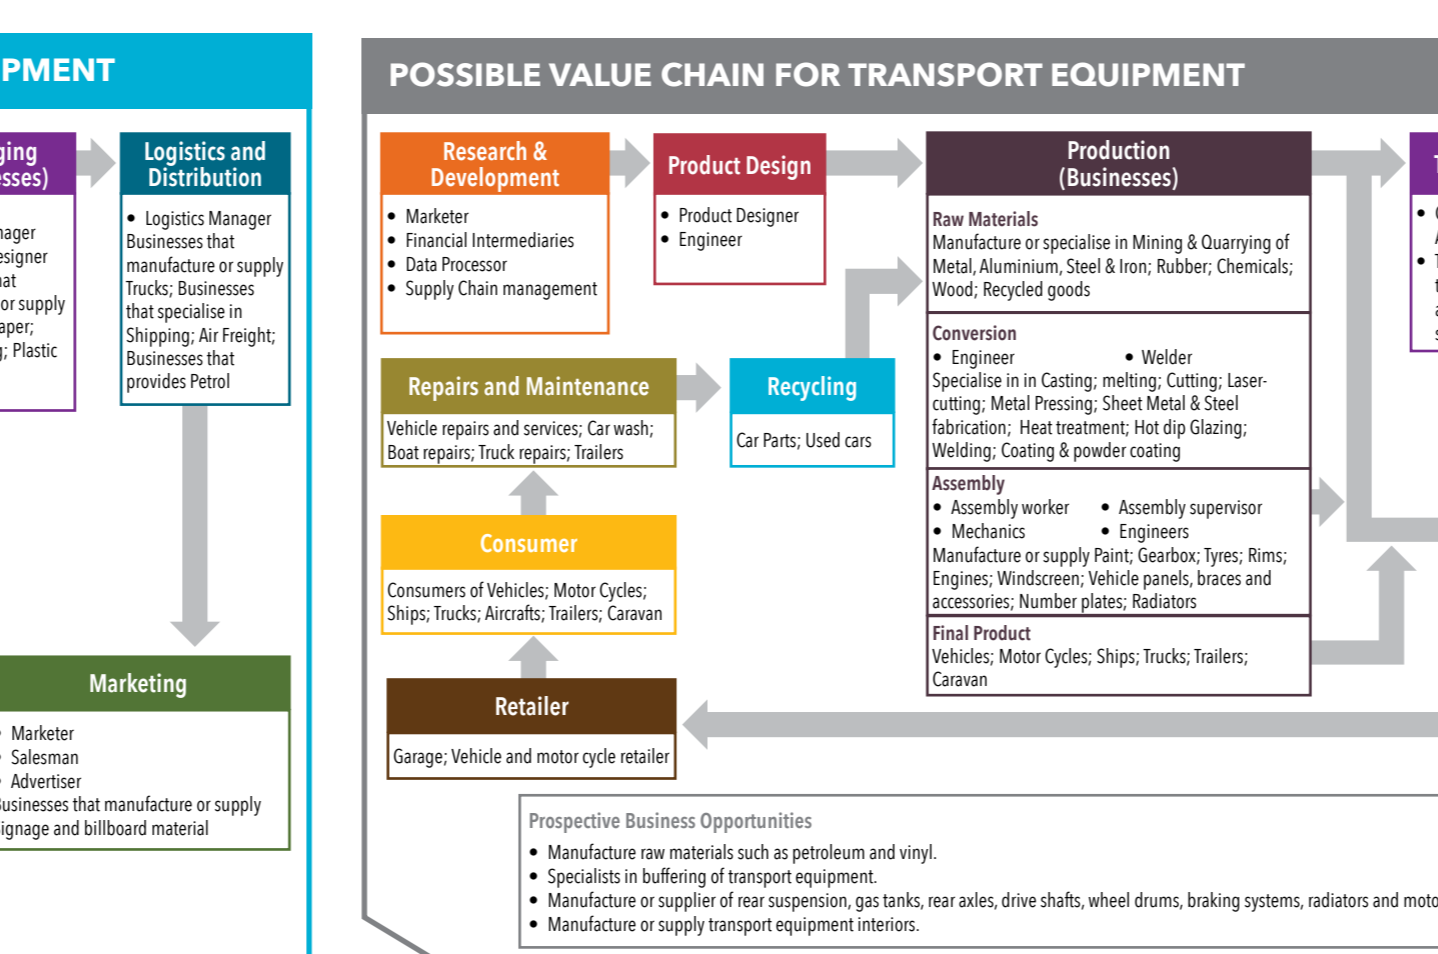 PMENT
ging
sses)
nager
esigner
nat
or supply
aper;
g; Plastic
Logistics and
Distribution
• Logistics Manager
Businesses that
manufacture or supply
Trucks; Businesses
that specialise in
Shipping; Air Freight;
Businesses that
provides Petrol
Marketing
• Marketer
• Salesman
• Advertiser
Businesses that manufacture or supply
Signage and billboard material
POSSIBLE VALUE CHAIN FOR TRANSPORT EQUIPMENT
Research &
Development
• Marketer
• Financial Intermediaries
• Data Processor
• Supply Chain management
Product Design
• Product Designer
• Engineer
Production
(Businesses)
Raw Materials
Manufacture or specialise in Mining & Quarrying of
Metal, Aluminium, Steel & Iron; Rubber; Chemicals;
Wood; Recycled goods
Conversion
• Engineer • Welder
Specialise in in Casting; melting; Cutting; Laser-
cutting; Metal Pressing; Sheet Metal & Steel
fabrication; Heat treatment; Hot dip Glazing;
Welding; Coating & powder coating
Assembly
• Assembly worker • Assembly supervisor
• Mechanics • Engineers
Manufacture or supply Paint; Gearbox; Tyres; Rims;
Engines; Windscreen; Vehicle panels, braces and
accessories; Number plates; Radiators
Final Product
Vehicles; Motor Cycles; Ships; Trucks; Trailers;
Caravan
Repairs and Maintenance
Vehicle repairs and services; Car wash;
Boat repairs; Truck repairs; Trailers
Recycling
Car Parts; Used cars
Consumer
Consumers of Vehicles; Motor Cycles;
Ships; Trucks; Aircrafts; Trailers; Caravan
Retailer
Garage; Vehicle and motor cycle retailer
Prospective Business Opportunities
• Manufacture raw materials such as petroleum and vinyl.
• Specialists in buffering of transport equipment.
• Manufacture or supplier of rear suspension, gas tanks, rear axles, drive shafts, wheel drums, braking systems, radiators and moto
• Manufacture or supply transport equipment interiors.